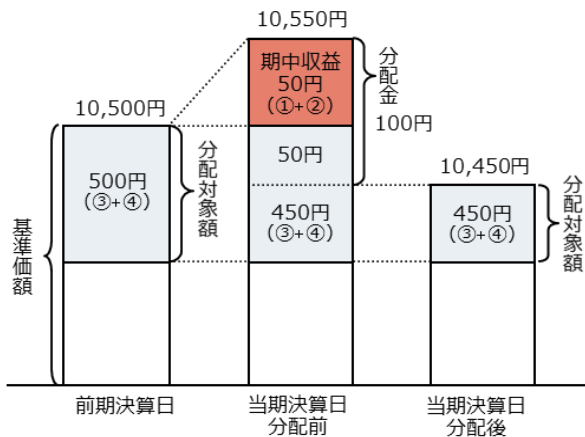 10,550円
期中収益
50円
(①+②)
分配金
100円
10,500円
500円
(③+④)
分配対象額
50円
450円
(③+④)
10,450円
450円
(③+④)
分配対象額
基準価額
前期決算日
当期決算日
分配前
当期決算日
分配後